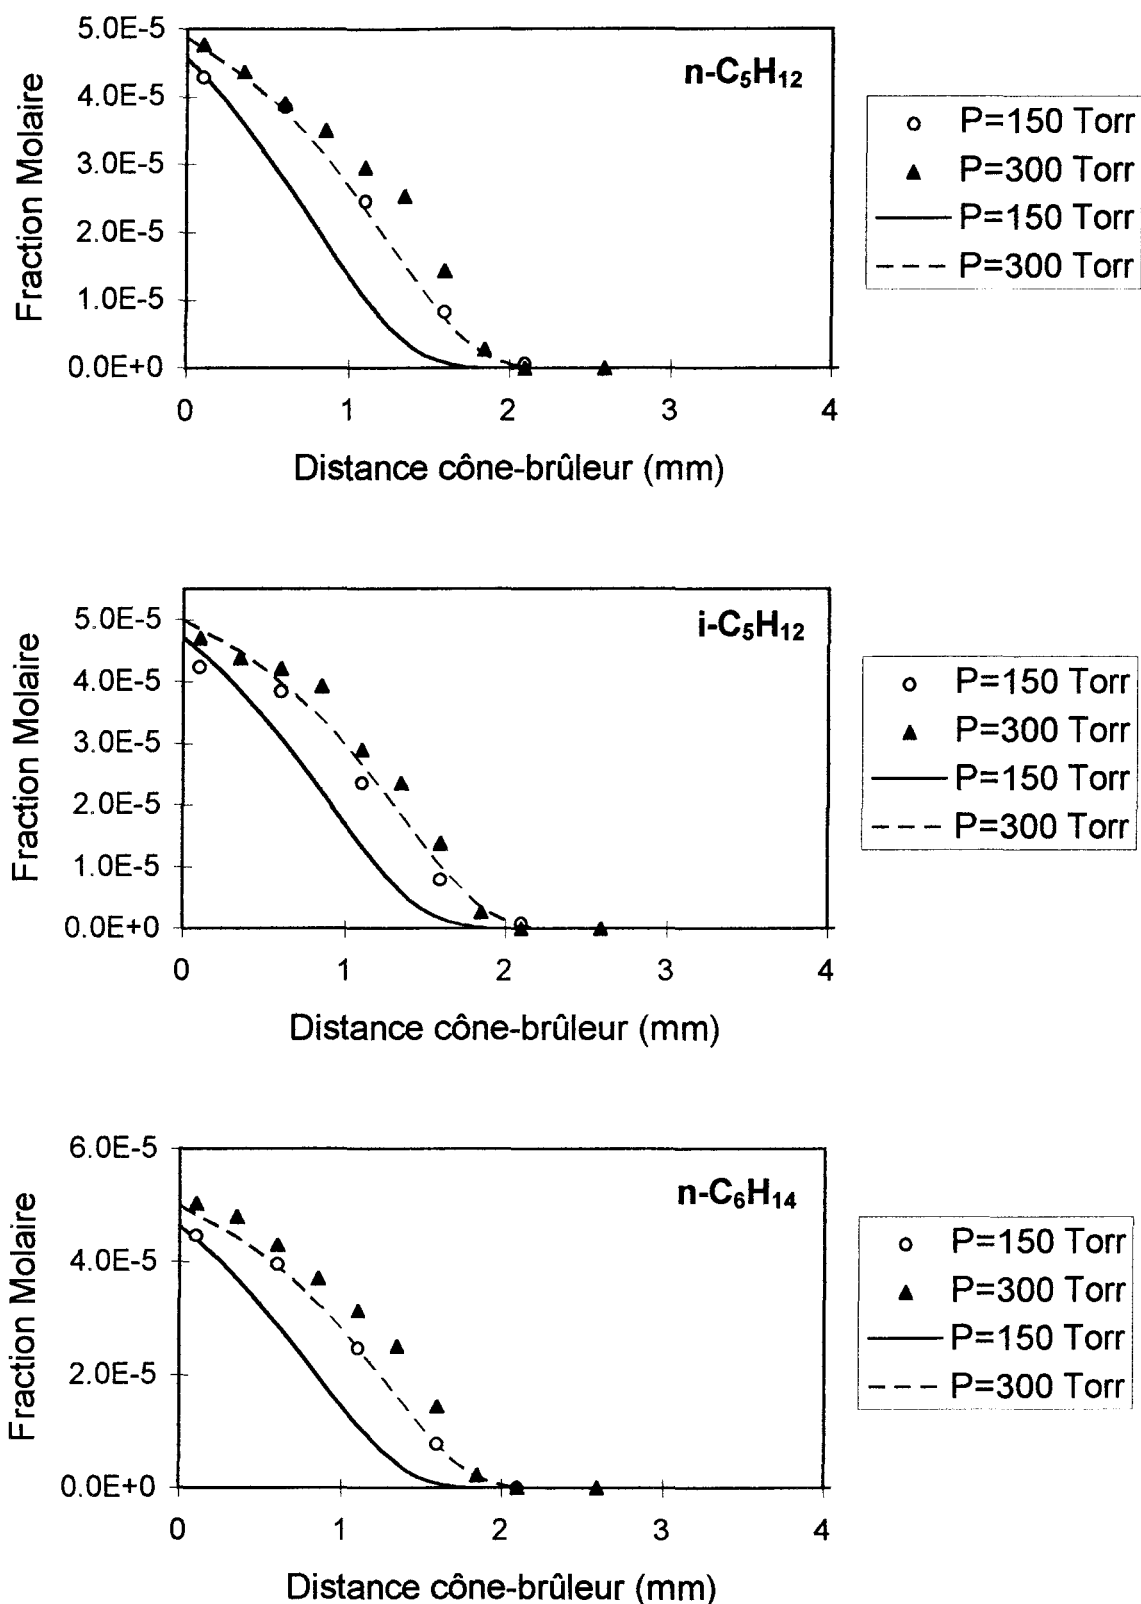 5.0E-5
4.0E-5
3.0E-5
2.0E-5
1.0E-5
0.0E+0
Fraction Molaire
n-C5H12
0 1 2 3 4
Distance cône-brûleur (mm)
P=150 Torr
P=300 Torr
P=150 Torr
P=300 Torr
5.0E-5
4.0E-5
3.0E-5
2.0E-5
1.0E-5
0.0E+0
Fraction Molaire
i-C5H12
0 1 2 3 4
Distance cône-brûleur (mm)
P=150 Torr
P=300 Torr
P=150 Torr
P=300 Torr
6.0E-5
4.0E-5
2.0E-5
0.0E+0
Fraction Molaire
n-C6H14
0 1 2 3 4
Distance cône-brûleur (mm)
P=150 Torr
P=300 Torr
P=150 Torr
P=300 Torr